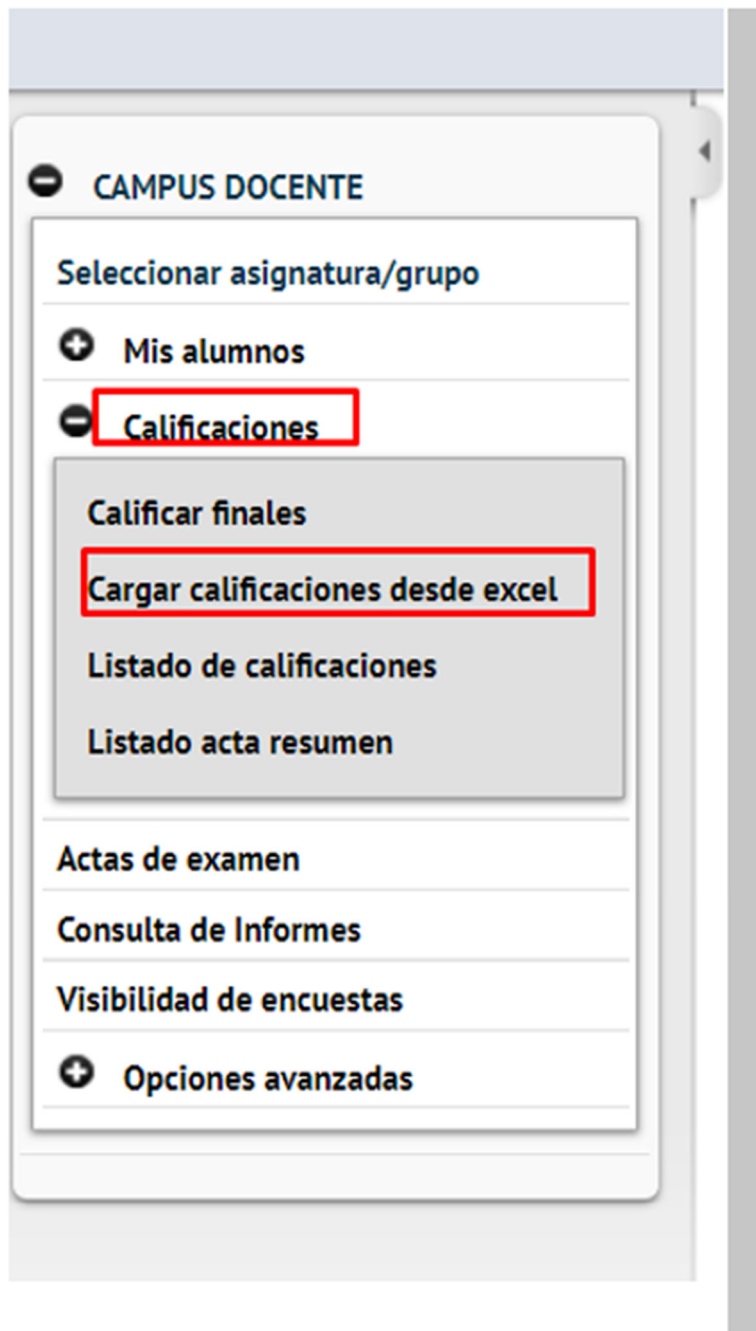 CAMPUS DOCENTE
Seleccionar asignatura/grupo
Mis alumnos
Calificaciones
Calificar finales
Cargar calificaciones desde excel
Listado de calificaciones
Listado acta resumen
Actas de examen
Consulta de Informes
Visibilidad de encuestas
Opciones avanzadas